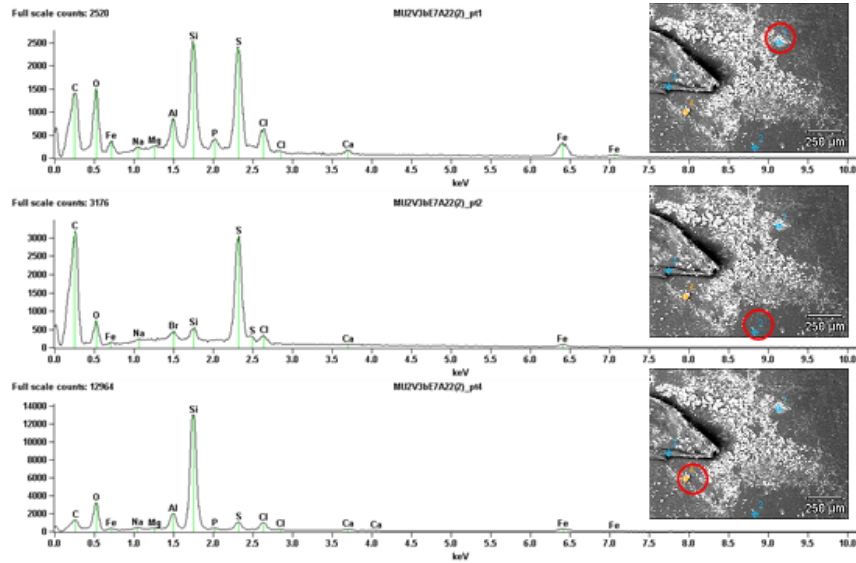 Full scale counts: 2520 MU2V3bE7A22(2)_pt1
2500
2000
1500
1000
500
0
C O Fe Na Mg Al Si P S Cl Cl Ca Fe Fe
0.0 0.5 1.0 1.5 2.0 2.5 3.0 3.5 4.0 4.5 5.0 5.5 6.0 6.5 7.0 7.5 8.0 8.5 9.0 9.5 10.0
keV
250 µm
Full scale counts: 3176 MU2V3bE7A22(2)_pt2
3000
2500
2000
1500
1000
500
0
C O Fe Na Br Si S S Cl Ca Fe
0.0 0.5 1.0 1.5 2.0 2.5 3.0 3.5 4.0 4.5 5.0 5.5 6.0 6.5 7.0 7.5 8.0 8.5 9.0 9.5 10.0
keV
250 µm
Full scale counts: 12964 MU2V3bE7A22(2)_pt4
14000
12000
10000
8000
6000
4000
2000
0
C O Fe Na Mg Al Si P S Cl Cl Ca Ca Fe Fe
0.0 0.5 1.0 1.5 2.0 2.5 3.0 3.5 4.0 4.5 5.0 5.5 6.0 6.5 7.0 7.5 8.0 8.5 9.0 9.5 10.0
keV
250 µm